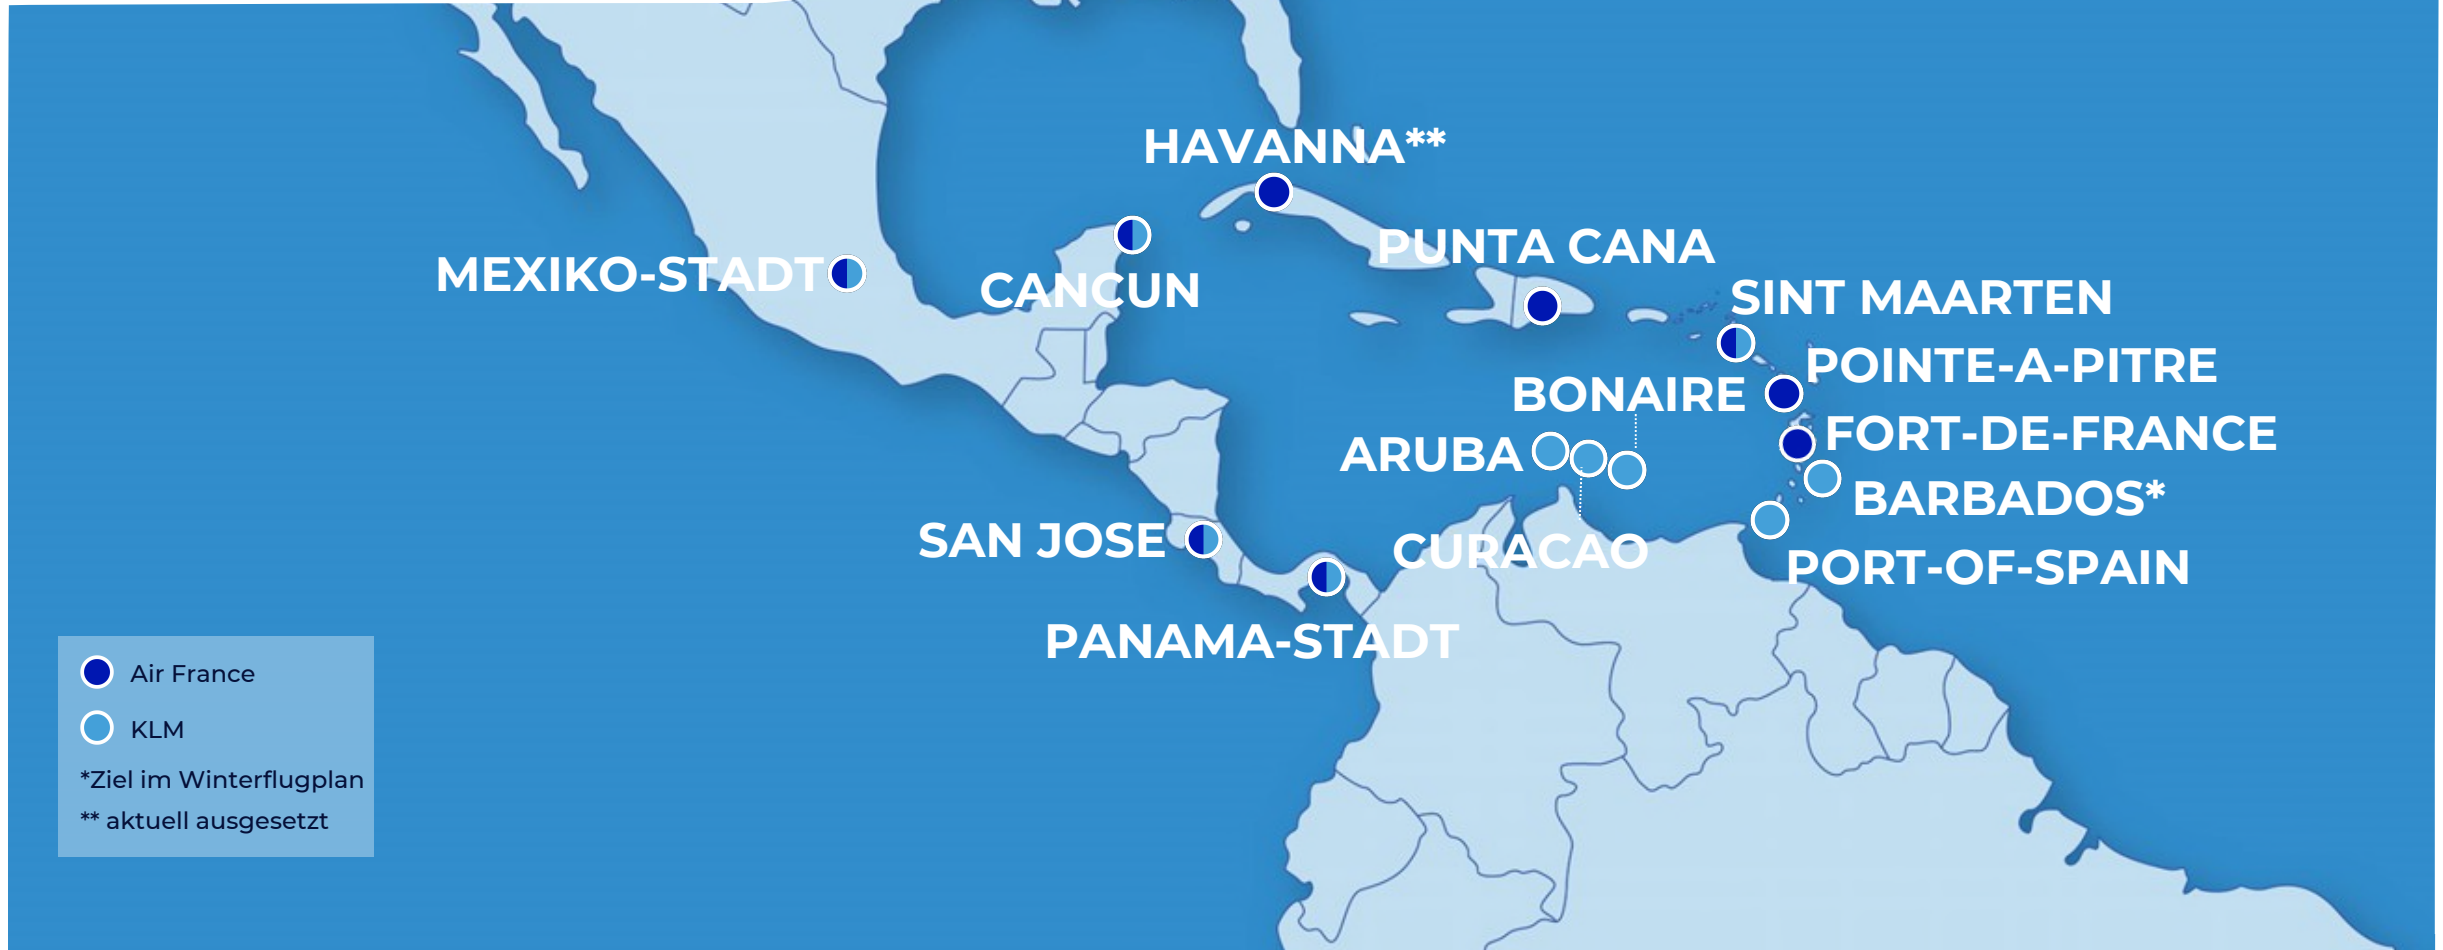 HAVANNA**
PUNTA CANA
MEXIKO-STADT
CANCUN
SINT MAARTEN
POINTE-A-PITRE
BONAIRE
FORT-DE-FRANCE
ARUBA
BARBADOS*
SAN JOSE
CURACAO
PORT-OF-SPAIN
PANAMA-STADT
Air France
KLM
*Ziel im Winterflugplan
** aktuell ausgesetzt